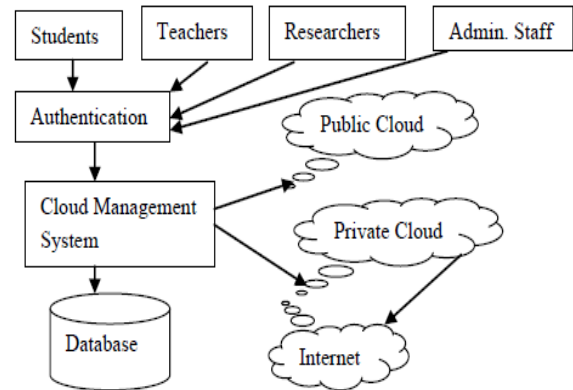 Students
Teachers
Researchers
Admin. Staff
Authentication
Public Cloud
Cloud Management
System
Private Cloud
Database
Internet